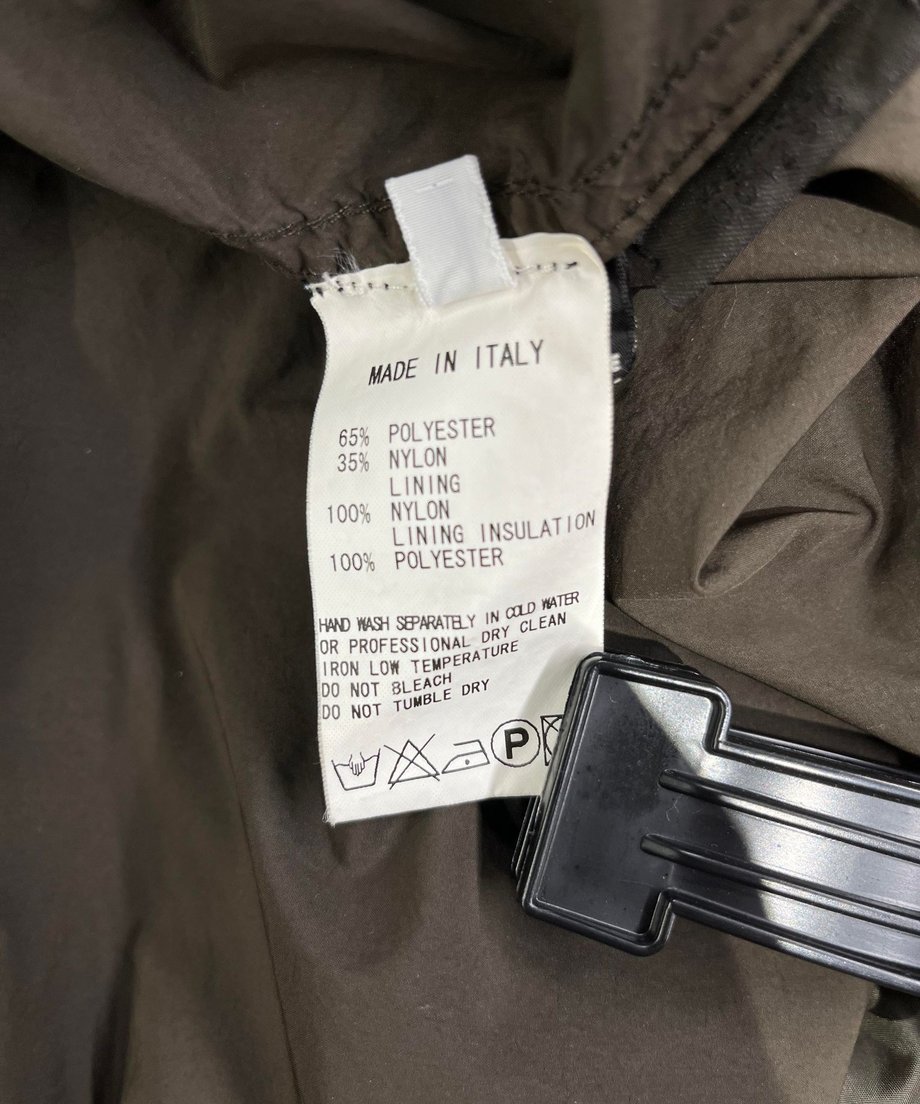 MADE IN ITALY
65% POLYESTER
35% NYLON
LINING
100% NYLON
LINING INSULATION
100% POLYESTER
HAND WASH SEPARATELY IN COLD WATER
OR PROFESSIONAL DRY CLEAN
IRON LOW TEMPERATURE
DO NOT BLEACH
DO NOT TUMBLE DRY
P